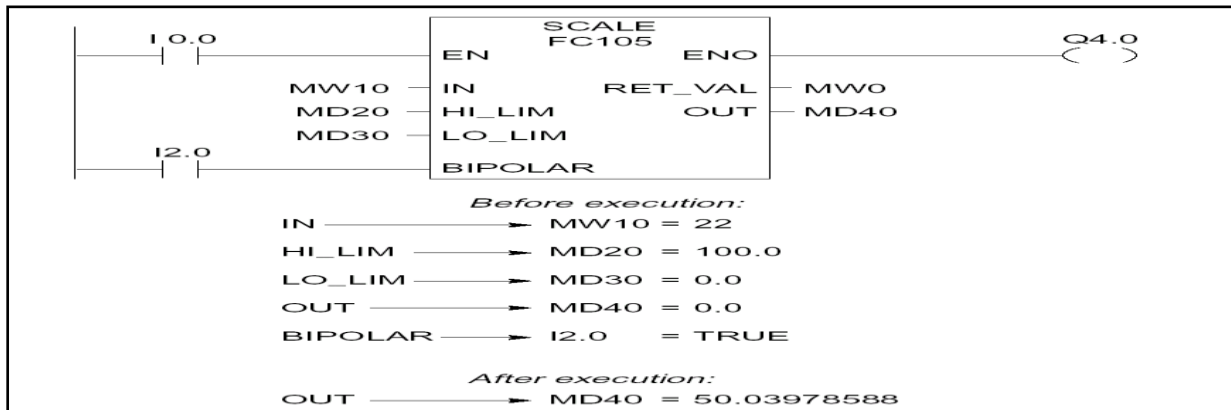 SCALE
I 0.0 FC105 Q4.0
EN ENO
MW10 IN RET_VAL MW0
MD20 HI_LIM OUT MD40
MD30 LO_LIM
I2.0
BIPOLAR
Before execution:
IN MW10 = 22
HI_LIM MD20 = 100.0
LO_LIM MD30 = 0.0
OUT MD40 = 0.0
BIPOLAR I2.0 = TRUE
After execution:
OUT MD40 = 50.03978588